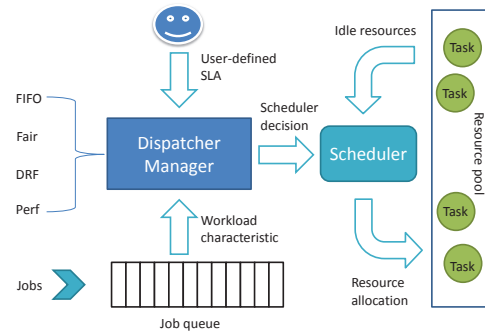 Idle resources
User-defined
SLA
Task
Task
FIFO
Fair
DRF
Perf
Dispatcher
Manager
Scheduler
decision
Scheduler
Resource pool
Workload
characteristic
Task
Task
Jobs
Job queue
Resource
allocation